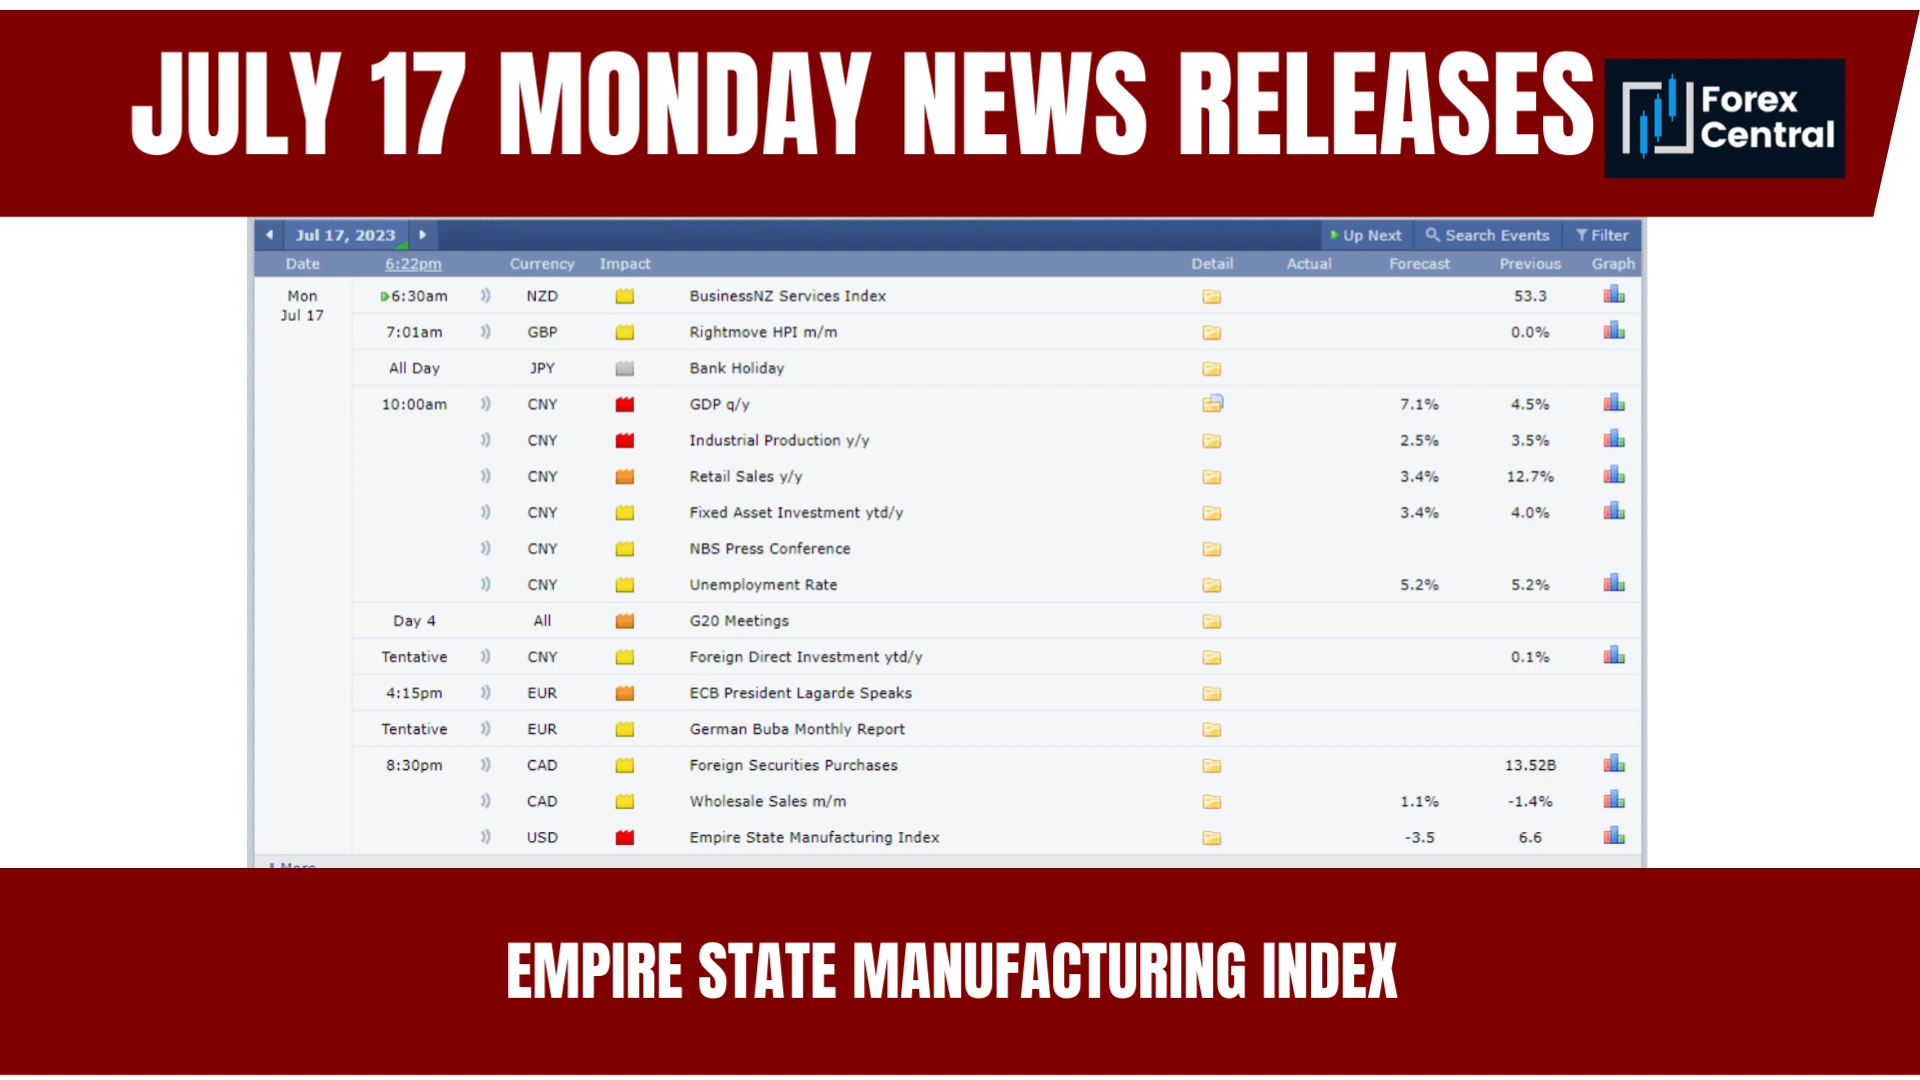 JULY 17 MONDAY NEWS RELEASES
Forex
Central
Jul 17, 2023 Up Next Search Events Filter
Date 6:22pm Currency Impact Detail Actual Forecast Previous Graph
Mon 6:30am NZD BusinessNZ Services Index 53.3
Jul 17
7:01am GBP Rightmove HPI m/m 0.0%
All Day JPY Bank Holiday
10:00am CNY GDP q/y 7.1% 4.5%
CNY Industrial Production y/y 2.5% 3.5%
CNY Retail Sales y/y 3.4% 12.7%
CNY Fixed Asset Investment ytd/y 3.4% 4.0%
CNY NBS Press Conference
CNY Unemployment Rate 5.2% 5.2%
Day 4 All G20 Meetings
Tentative CNY Foreign Direct Investment ytd/y 0.1%
4:15pm EUR ECB President Lagarde Speaks
Tentative EUR German Buba Monthly Report
8:30pm CAD Foreign Securities Purchases 13.52B
CAD Wholesale Sales m/m 1.1% -1.4%
USD Empire State Manufacturing Index -3.5 6.6
More
EMPIRE STATE MANUFACTURING INDEX